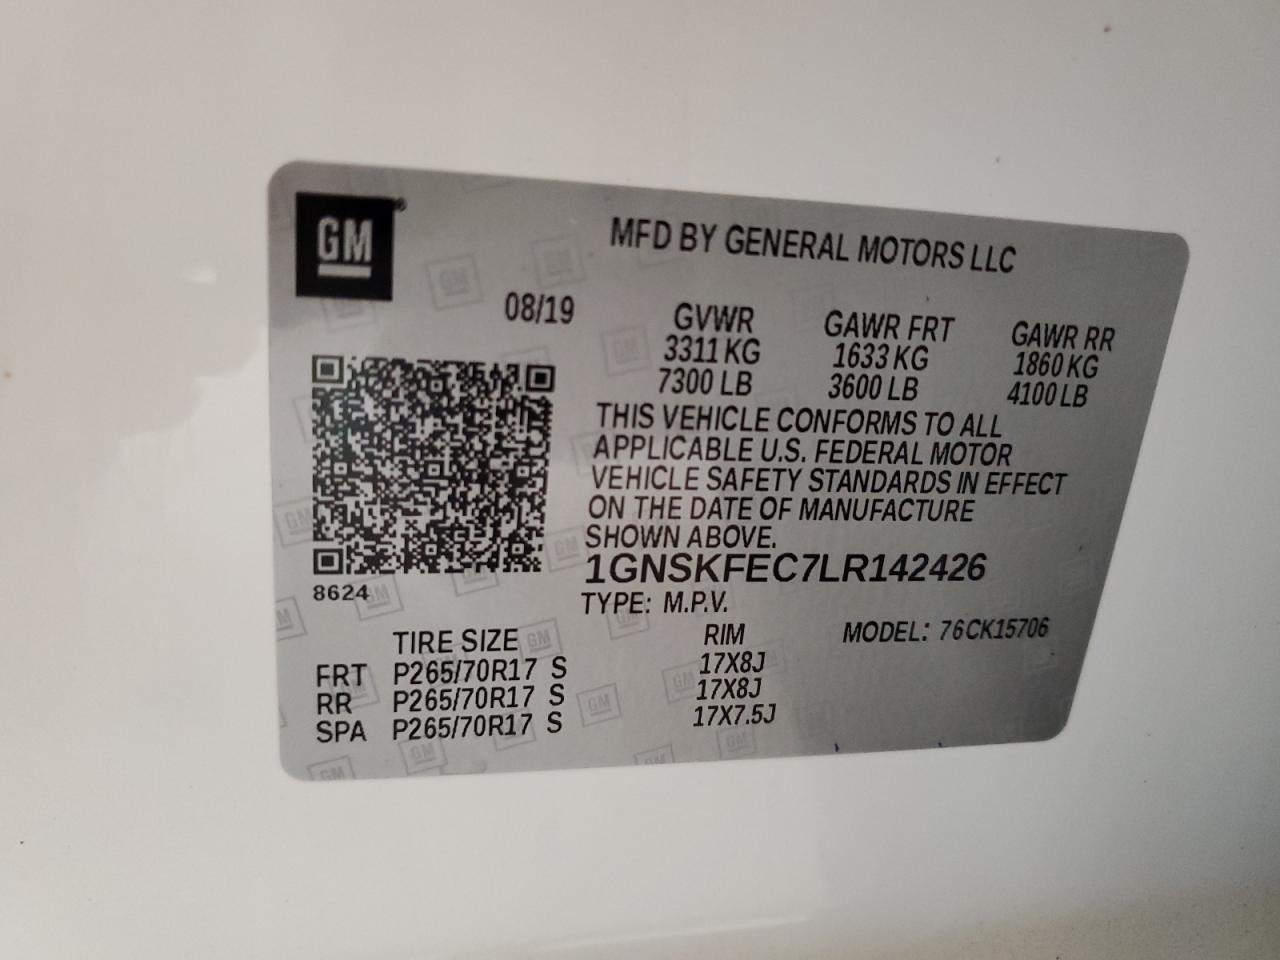 GM®
MFD BY GENERAL MOTORS LLC
08/19
GVWR GAWR FRT GAWR RR
3311 KG 1633 KG 1860 KG
7300 LB 3600 LB 4100 LB
THIS VEHICLE CONFORMS TO ALL
APPLICABLE U.S. FEDERAL MOTOR
VEHICLE SAFETY STANDARDS IN EFFECT
ON THE DATE OF MANUFACTURE
SHOWN ABOVE.
1GNSKFEC7LR142426
8624
TYPE: M.P.V.
TIRE SIZE RIM MODEL: 76CK15706
FRT P265/70R17 S 17X8J
RR P265/70R17 S 17X8J
SPA P265/70R17 S 17X7.5J